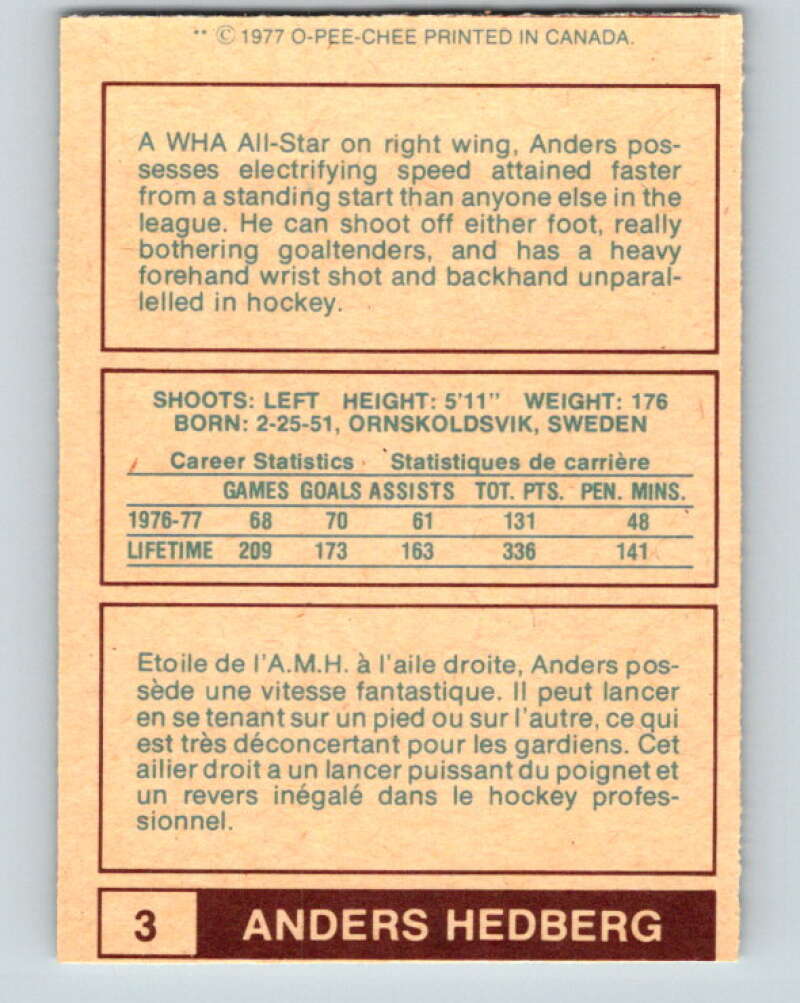 ** © 1977 O-PEE-CHEE PRINTED IN CANADA.
A WHA All-Star on right wing, Anders pos-
sesses electrifying speed attained faster
from a standing start than anyone else in the
league. He can shoot off either foot, really
bothering goaltenders, and has a heavy
forehand wrist shot and backhand unparal-
lelled in hockey.
SHOOTS: LEFT HEIGHT: 5'11" WEIGHT: 176
BORN: 2-25-51, ORNSKOLDSVIK, SWEDEN
Career Statistics Statistiques de carrière
GAMES GOALS ASSISTS TOT. PTS. PEN. MINS.
1976-77 68 70 61 131 48
LIFETIME 209 173 163 336 141
Etoile de l'A.M.H. à l'aile droite, Anders pos-
sède une vitesse fantastique. Il peut lancer
en se tenant sur un pied ou sur l'autre, ce qui
est très déconcertant pour les gardiens. Cet
ailier droit a un lancer puissant du poignet et
un revers inégalé dans le hockey profes-
sionnel.
3 ANDERS HEDBERG